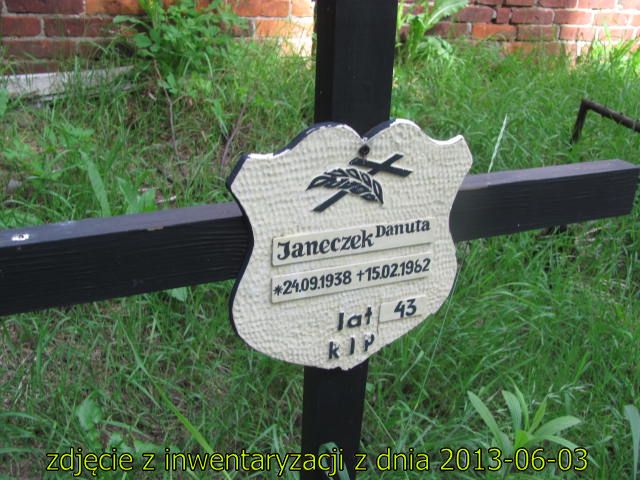 Janeczek Danuta
*24.09.1938 +15.02.1962
lat 43
k I P
zdjęcie z inwentaryzacji z dnia 2013-06-03